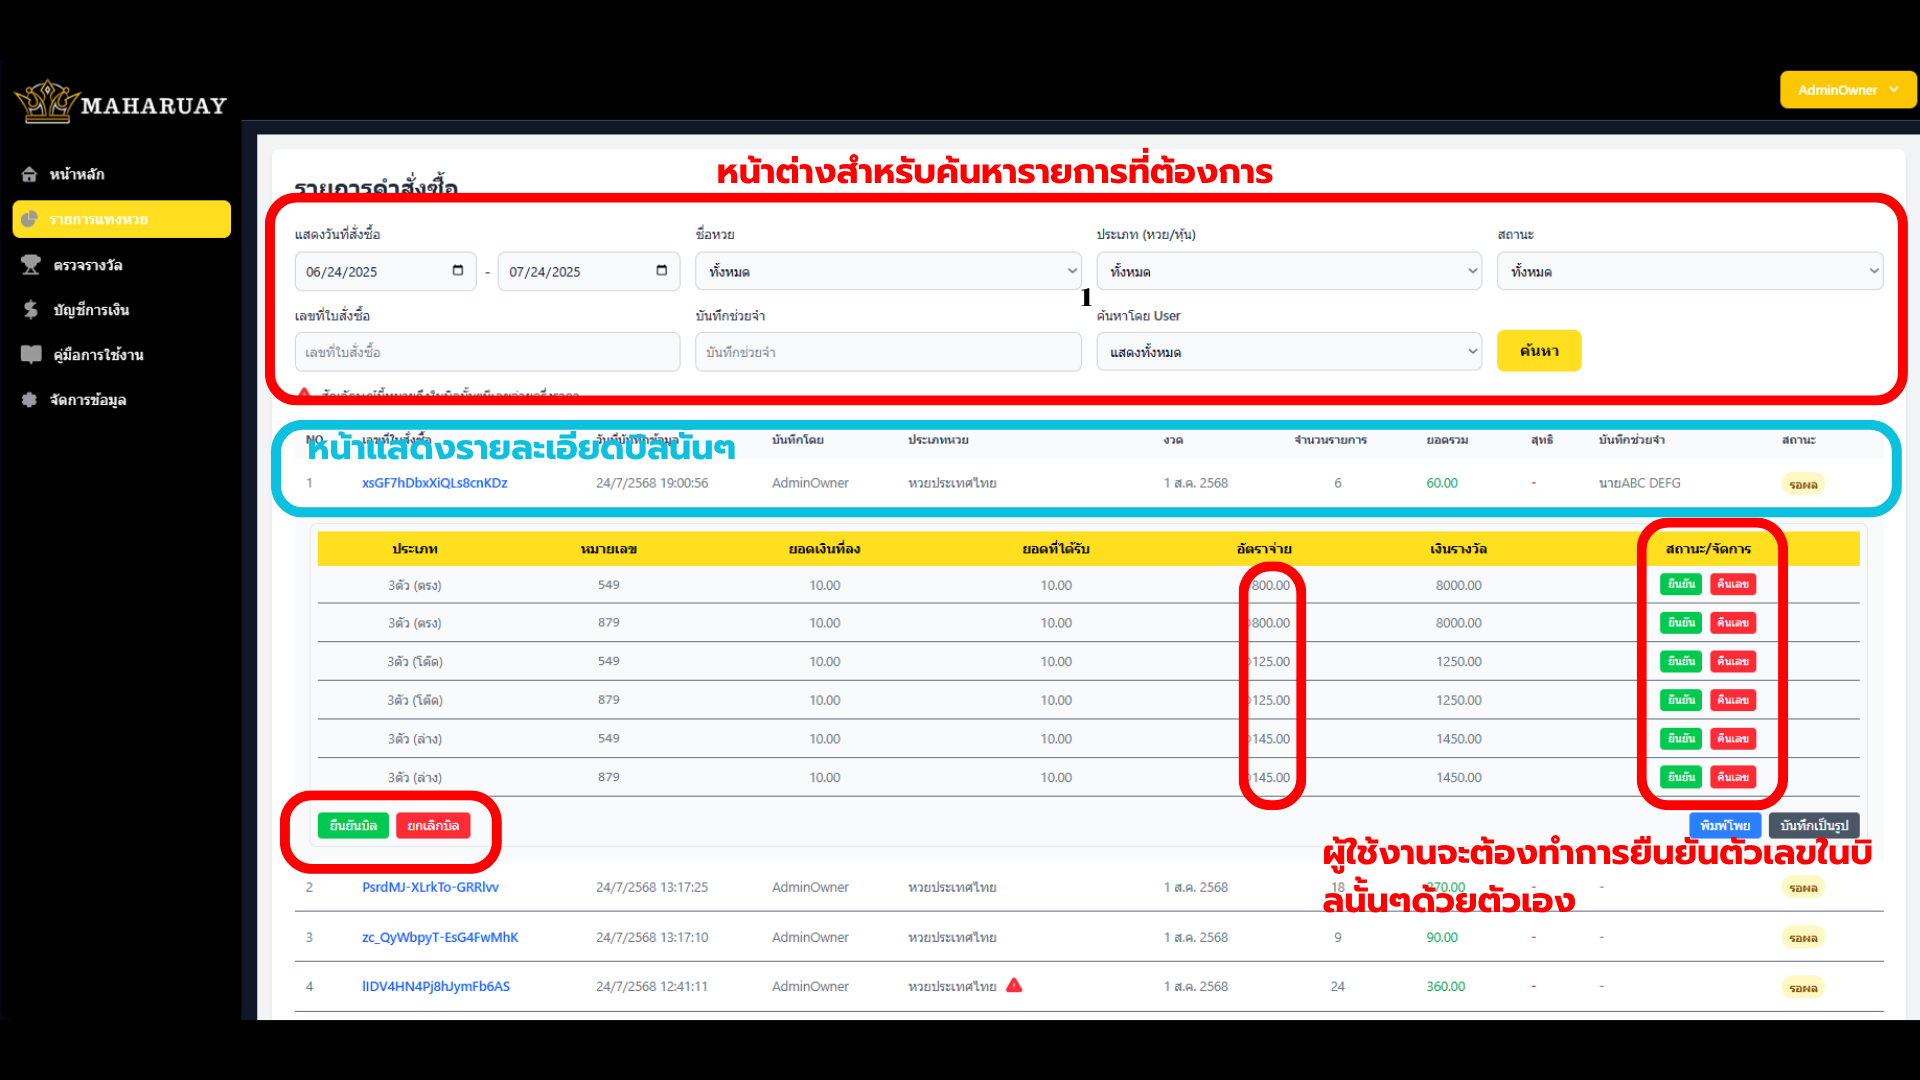 MAHARUAY
AdminOwner
หน้าหลัก
รายการแทงหวย
ตรวจรางวัล
บัญชีการเงิน
คู่มือการใช้งาน
จัดการข้อมูล
หน้าต่างสำหรับค้นหารายการที่ต้องการ
รายการคำสั่งซื้อ
แสดงวันที่สั่งซื้อ ชื่อหวย ประเภท (หวย/หุ้น) สถานะ
06/24/2025 - 07/24/2025 ทั้งหมด ทั้งหมด ทั้งหมด
1
เลขที่ใบสั่งซื้อ บันทึกช่วยจำ ค้นหาโดย User
เลขที่ใบสั่งซื้อ บันทึกช่วยจำ แสดงทั้งหมด ค้นหา
NO เลขที่ใบสั่งซื้อ วันที่บันทึกข้อมูล บันทึกโดย ประเภทหวย งวด จำนวนรายการ ยอดรวม สุทธิ บันทึกช่วยจำ สถานะ
หน้าแสดงรายละเอียดบิลนั้นๆ
1 xsGF7hDbxXiQLs8cnKDz 24/7/2568 19:00:56 AdminOwner หวยประเทศไทย 1 ส.ค. 2568 6 60.00 - นายABC DEFG รอผล
ประเภท หมายเลข ยอดเงินที่ลง ยอดที่ได้รับ อัตราจ่าย เงินรางวัล สถานะ/จัดการ
3ตัว (ตรง) 549 10.00 10.00 800.00 8000.00 ยืนยัน คืนเลข
3ตัว (ตรง) 879 10.00 10.00 800.00 8000.00 ยืนยัน คืนเลข
3ตัว (โต๊ด) 549 10.00 10.00 125.00 1250.00 ยืนยัน คืนเลข
3ตัว (โต๊ด) 879 10.00 10.00 125.00 1250.00 ยืนยัน คืนเลข
3ตัว (ล่าง) 549 10.00 10.00 145.00 1450.00 ยืนยัน คืนเลข
3ตัว (ล่าง) 879 10.00 10.00 145.00 1450.00 ยืนยัน คืนเลข
ยืนยันบิล ยกเลิกบิล พิมพ์โพย บันทึกเป็นรูป
ผู้ใช้งานจะต้องทำการยืนยันตัวเลขในบิ
ลนั้นๆด้วยตัวเอง
2 PsrdMJ-XLrkTo-GRRlvv 24/7/2568 13:17:25 AdminOwner หวยประเทศไทย 1 ส.ค. 2568 18 270.00 - - รอผล
3 zc_QyWbpyT-EsG4FwMhK 24/7/2568 13:17:10 AdminOwner หวยประเทศไทย 1 ส.ค. 2568 9 90.00 - - รอผล
4 lIDV4HN4Pj8hJymFb6AS 24/7/2568 12:41:11 AdminOwner หวยประเทศไทย 1 ส.ค. 2568 24 360.00 - - รอผล